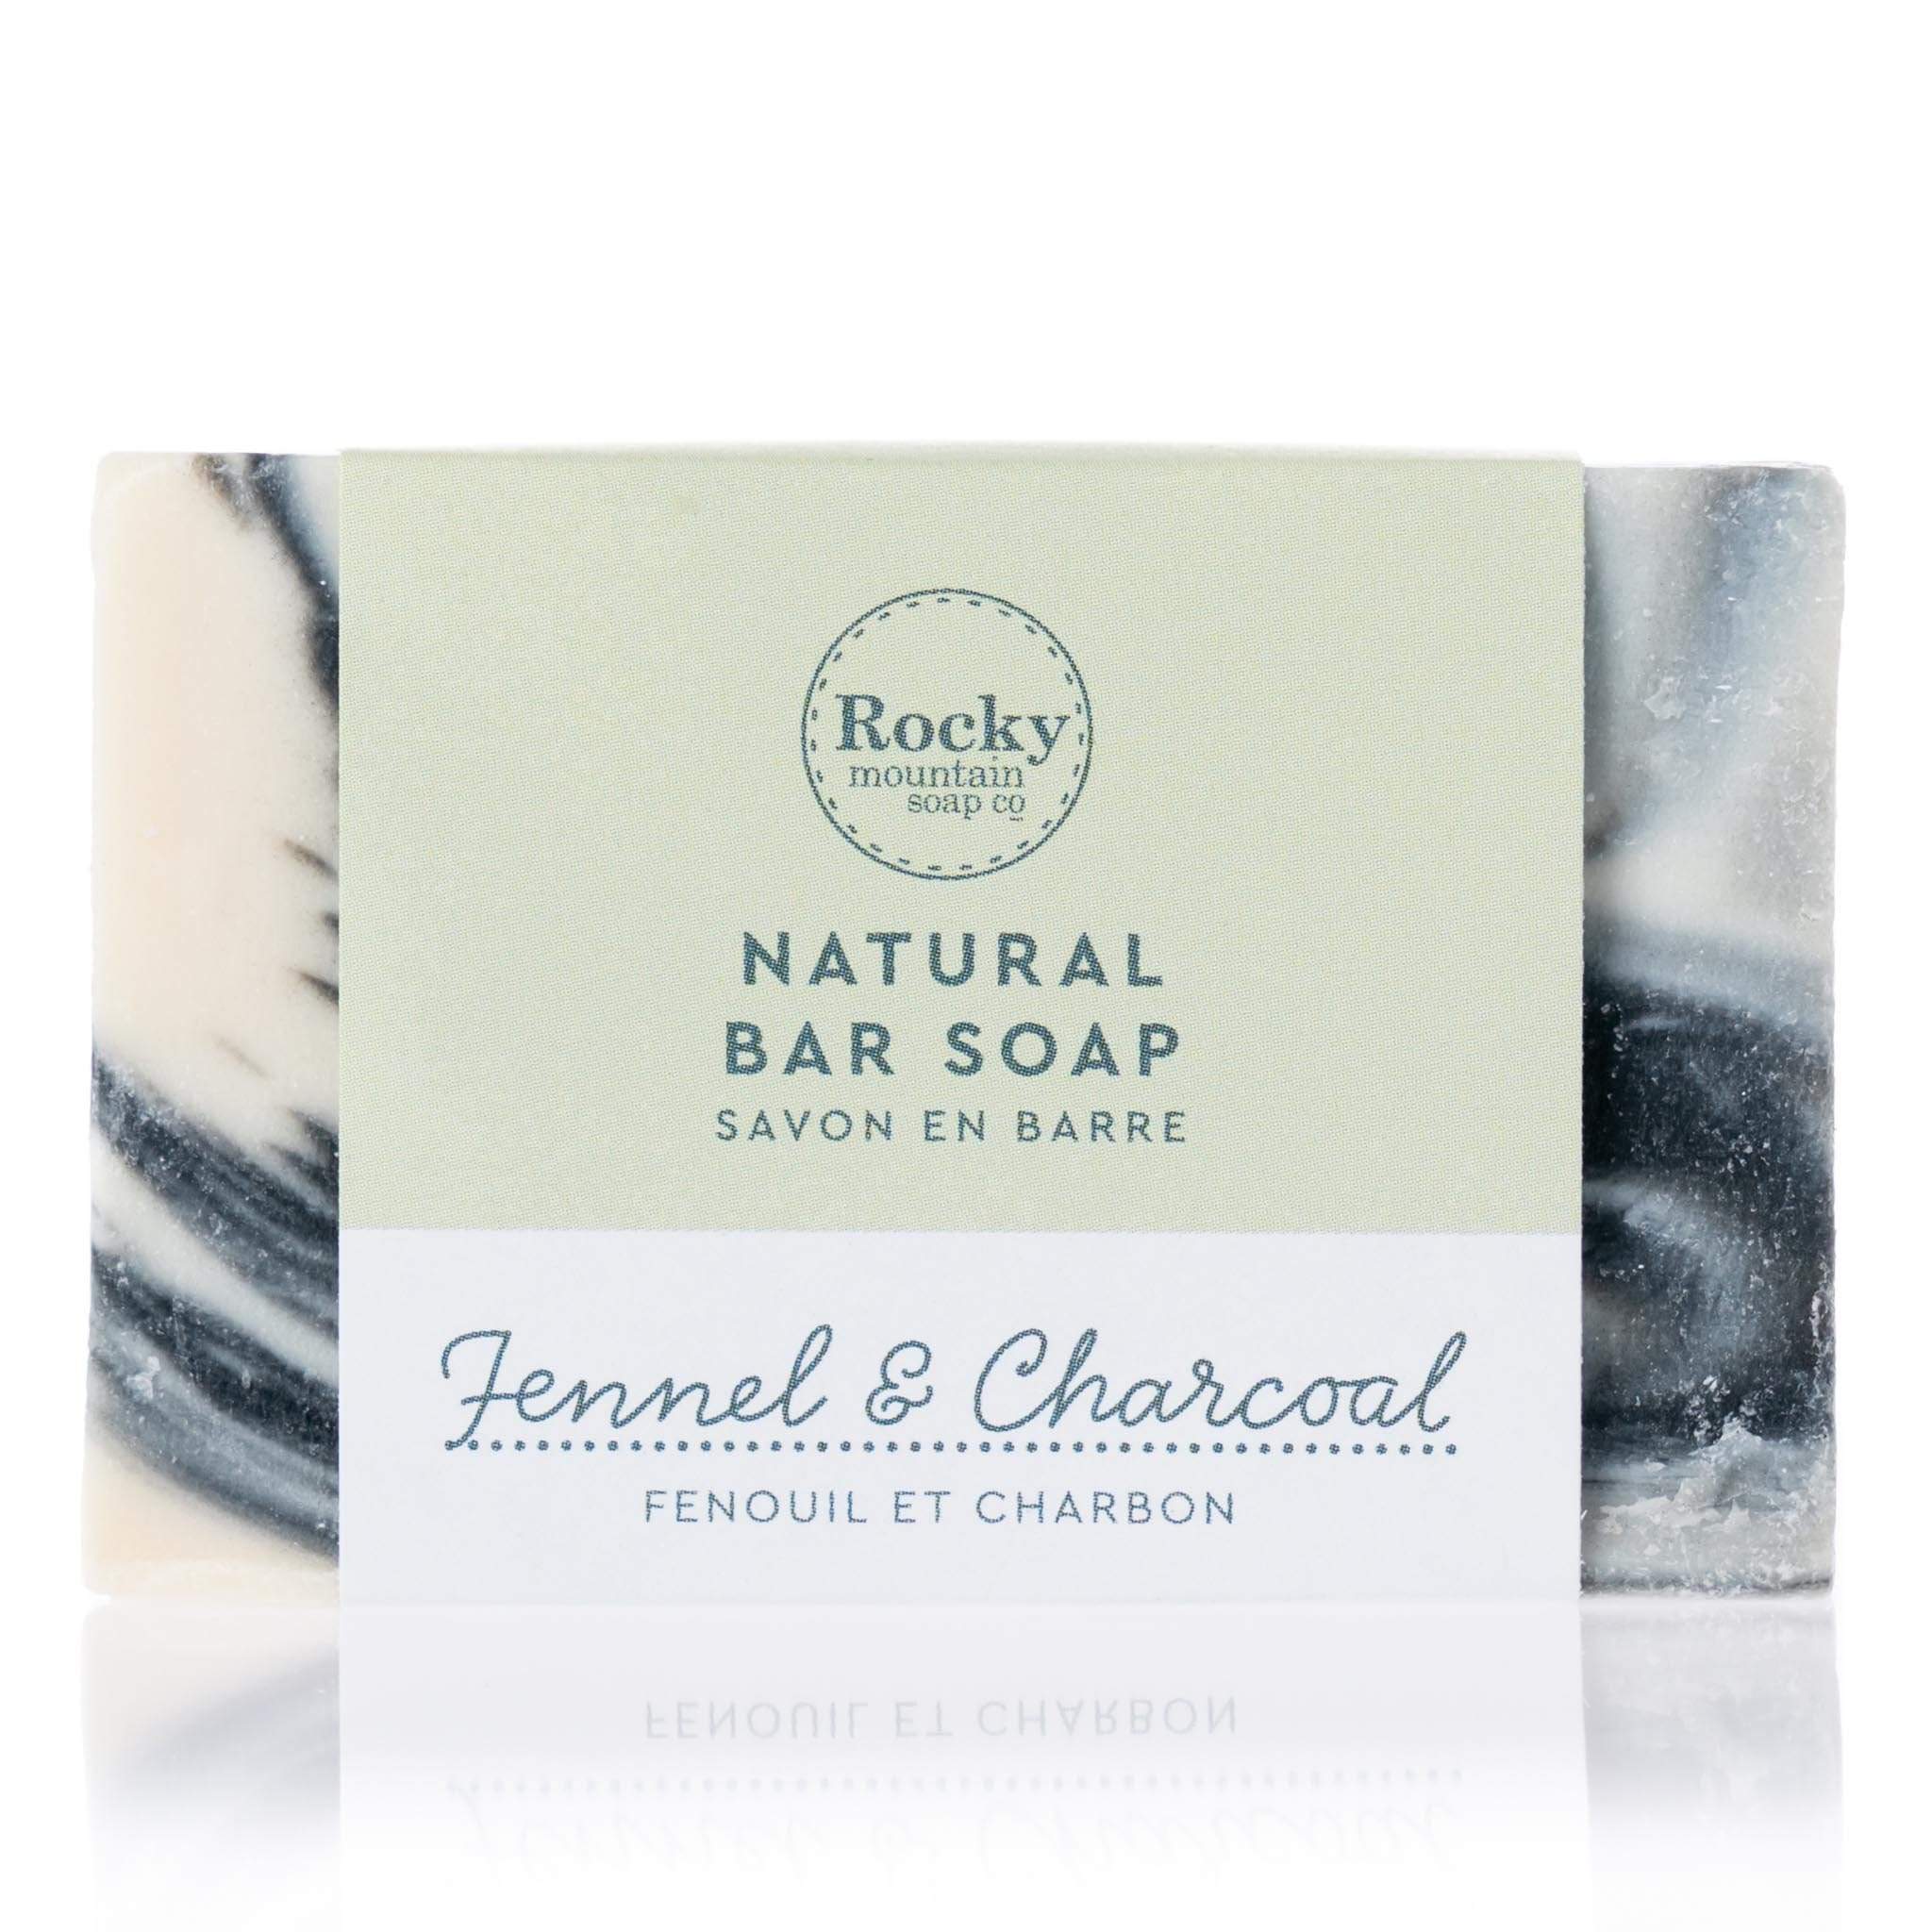 Rocky
mountain
soap co
NATURAL
BAR SOAP
SAVON EN BARRE
Fennel & Charcoal
FENOUIL ET CHARBON